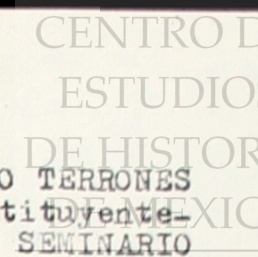 CENTRO D
ESTUDIO
DE HISTOR
DE MEXIC
O TERRONES
tituyente-
SEMINARIO